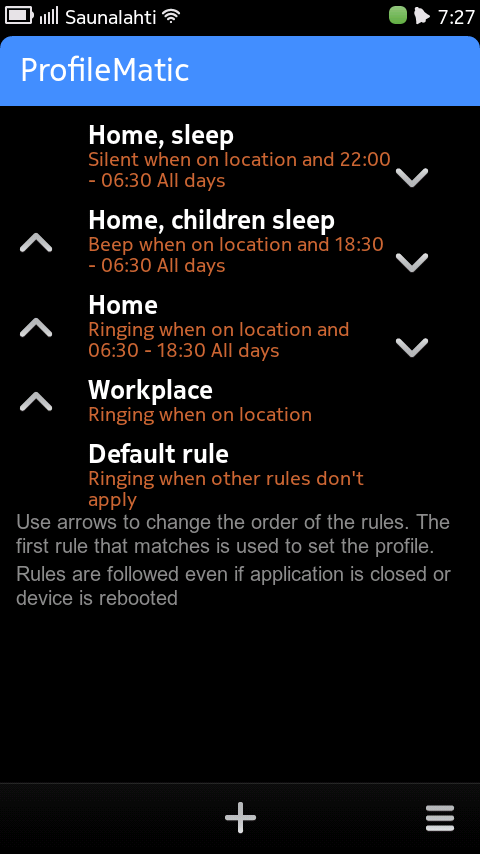 Saunalahti 7:27
ProfileMatic
Home, sleep
Silent when on location and 22:00
- 06:30 All days
Home, children sleep
Beep when on location and 18:30
- 06:30 All days
Home
Ringing when on location and
06:30 - 18:30 All days
Workplace
Ringing when on location
Default rule
Ringing when other rules don't
apply
Use arrows to change the order of the rules. The
first rule that matches is used to set the profile.
Rules are followed even if application is closed or
device is rebooted